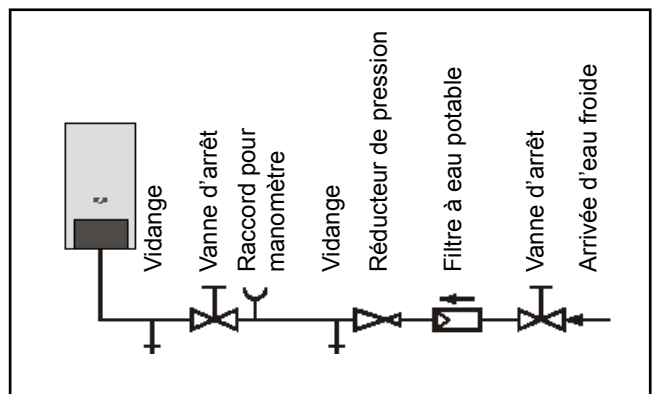 Vidange
Vanne d'arrêt
Raccord pour
manomètre
Vidange
Réducteur de pression
Filtre à eau potable
Vanne d'arrêt
Arrivée d'eau froide